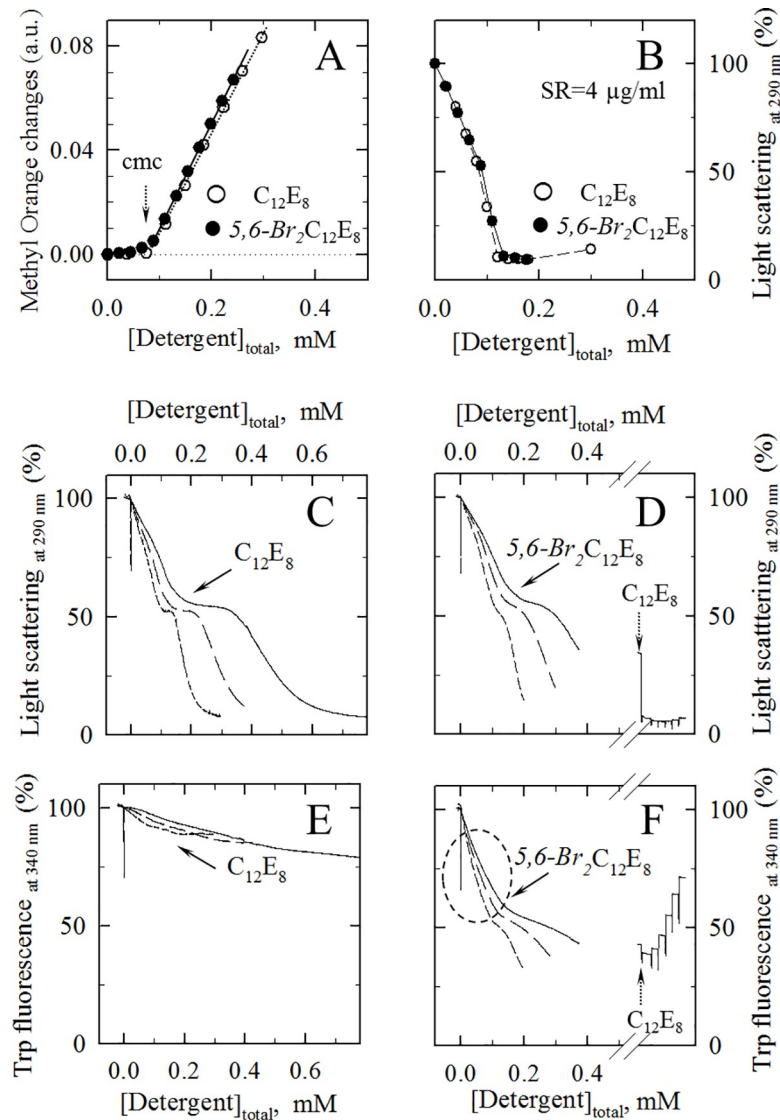 Methyl Orange changes (a.u.)
0.08
0.04
0.00
A
cmc
C12E8
5,6-Br2C12E8
0.0 0.2 0.4
[Detergent]total, mM
B
SR=4 µg/ml
C12E8
5,6-Br2C12E8
100
50
0
Light scattering at 290 nm (%)
0.0 0.2 0.4
[Detergent]total, mM
[Detergent]total, mM
0.0 0.2 0.4 0.6
Light scattering at 290 nm (%)
100
50
0
C
C12E8
[Detergent]total, mM
0.0 0.2 0.4
D
5,6-Br2C12E8
C12E8
100
50
0
Light scatttering at 290 nm (%)
Trp fluorescence at 340 nm (%)
100
50
0
E
C12E8
0.0 0.2 0.4 0.6
[Detergent]total, mM
F
5,6-Br2C12E8
C12E8
100
50
0
Trp fluorescence at 340 nm (%)
0.0 0.2 0.4
[Detergent]total, mM